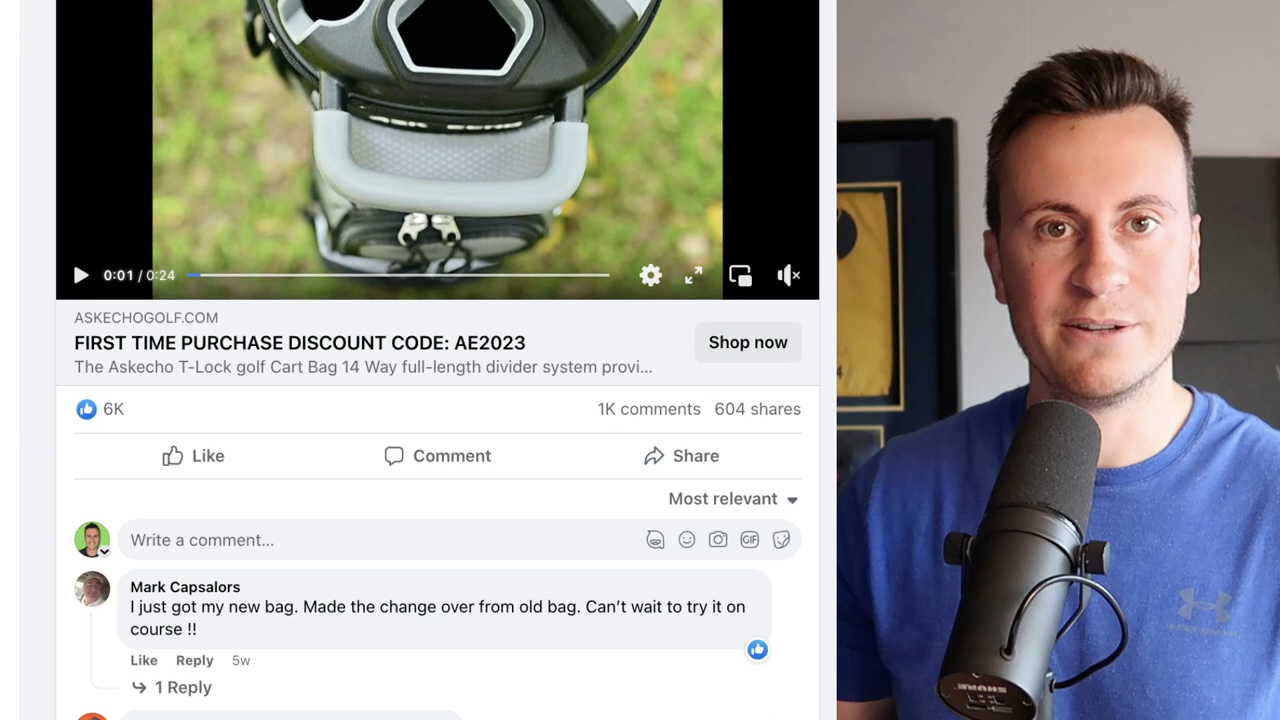 0:01 / 0:24
ASKECHOGOLF.COM
FIRST TIME PURCHASE DISCOUNT CODE: AE2023
Shop now
The Askecho T-Lock golf Cart Bag 14 Way full-length divider system provi...
6K
1K comments 604 shares
Like
Comment
Share
Most relevant
Write a comment...
GIF
Mark Capsalors
I just got my new bag. Made the change over from old bag. Can't wait to try it on
course !!
Like Reply 5w
1 Reply
UNDER ARMOUR